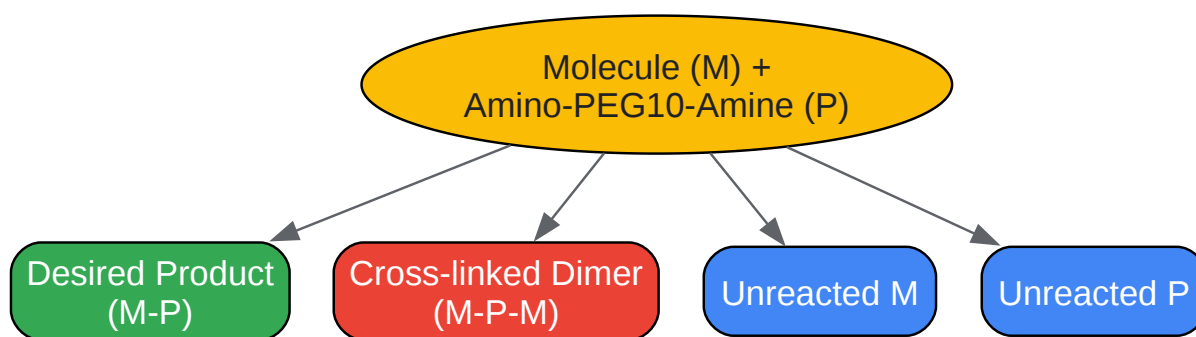 Molecule (M) +
Amino-PEG10-Amine (P)
Desired Product
(M-P)
Cross-linked Dimer
(M-P-M)
Unreacted M
Unreacted P